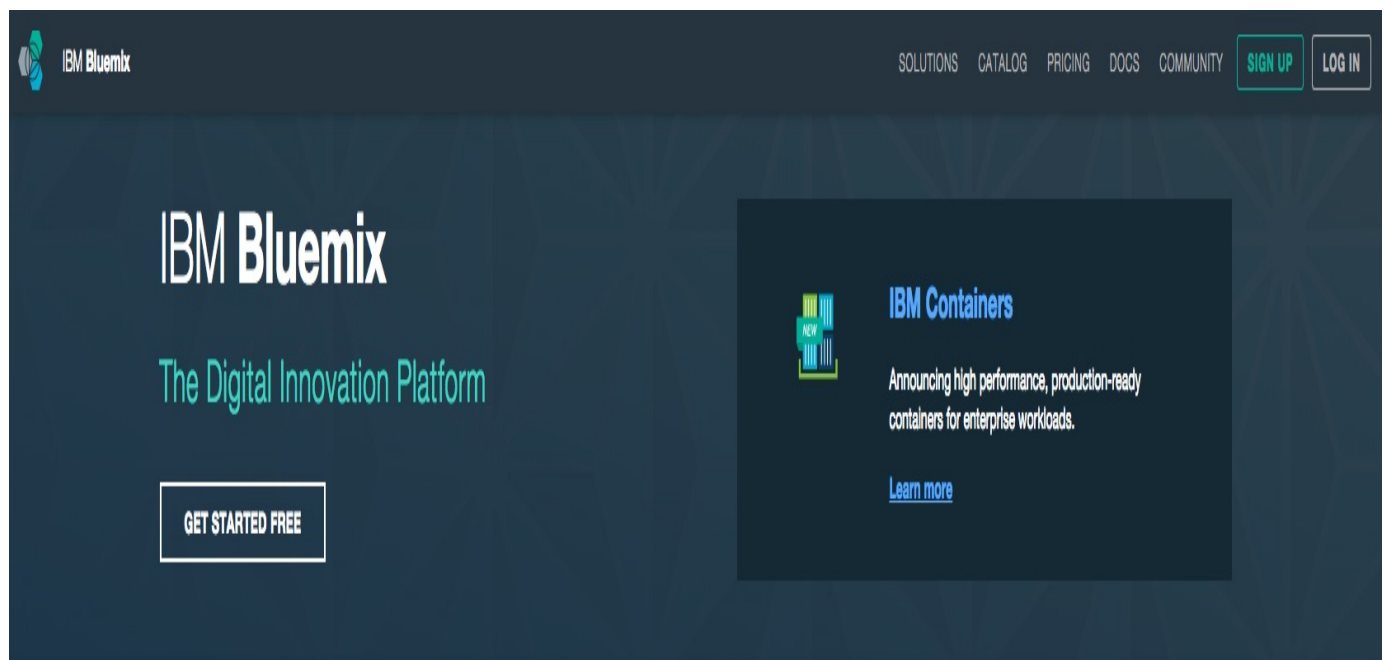 IBM Bluemix
SOLUTIONS CATALOG PRICING DOCS COMMUNITY SIGN UP LOG IN
IBM Bluemix
The Digital Innovation Platform
GET STARTED FREE
NEW
IBM Containers
Announcing high performance, production-ready
containers for enterprise workloads.
Learn more